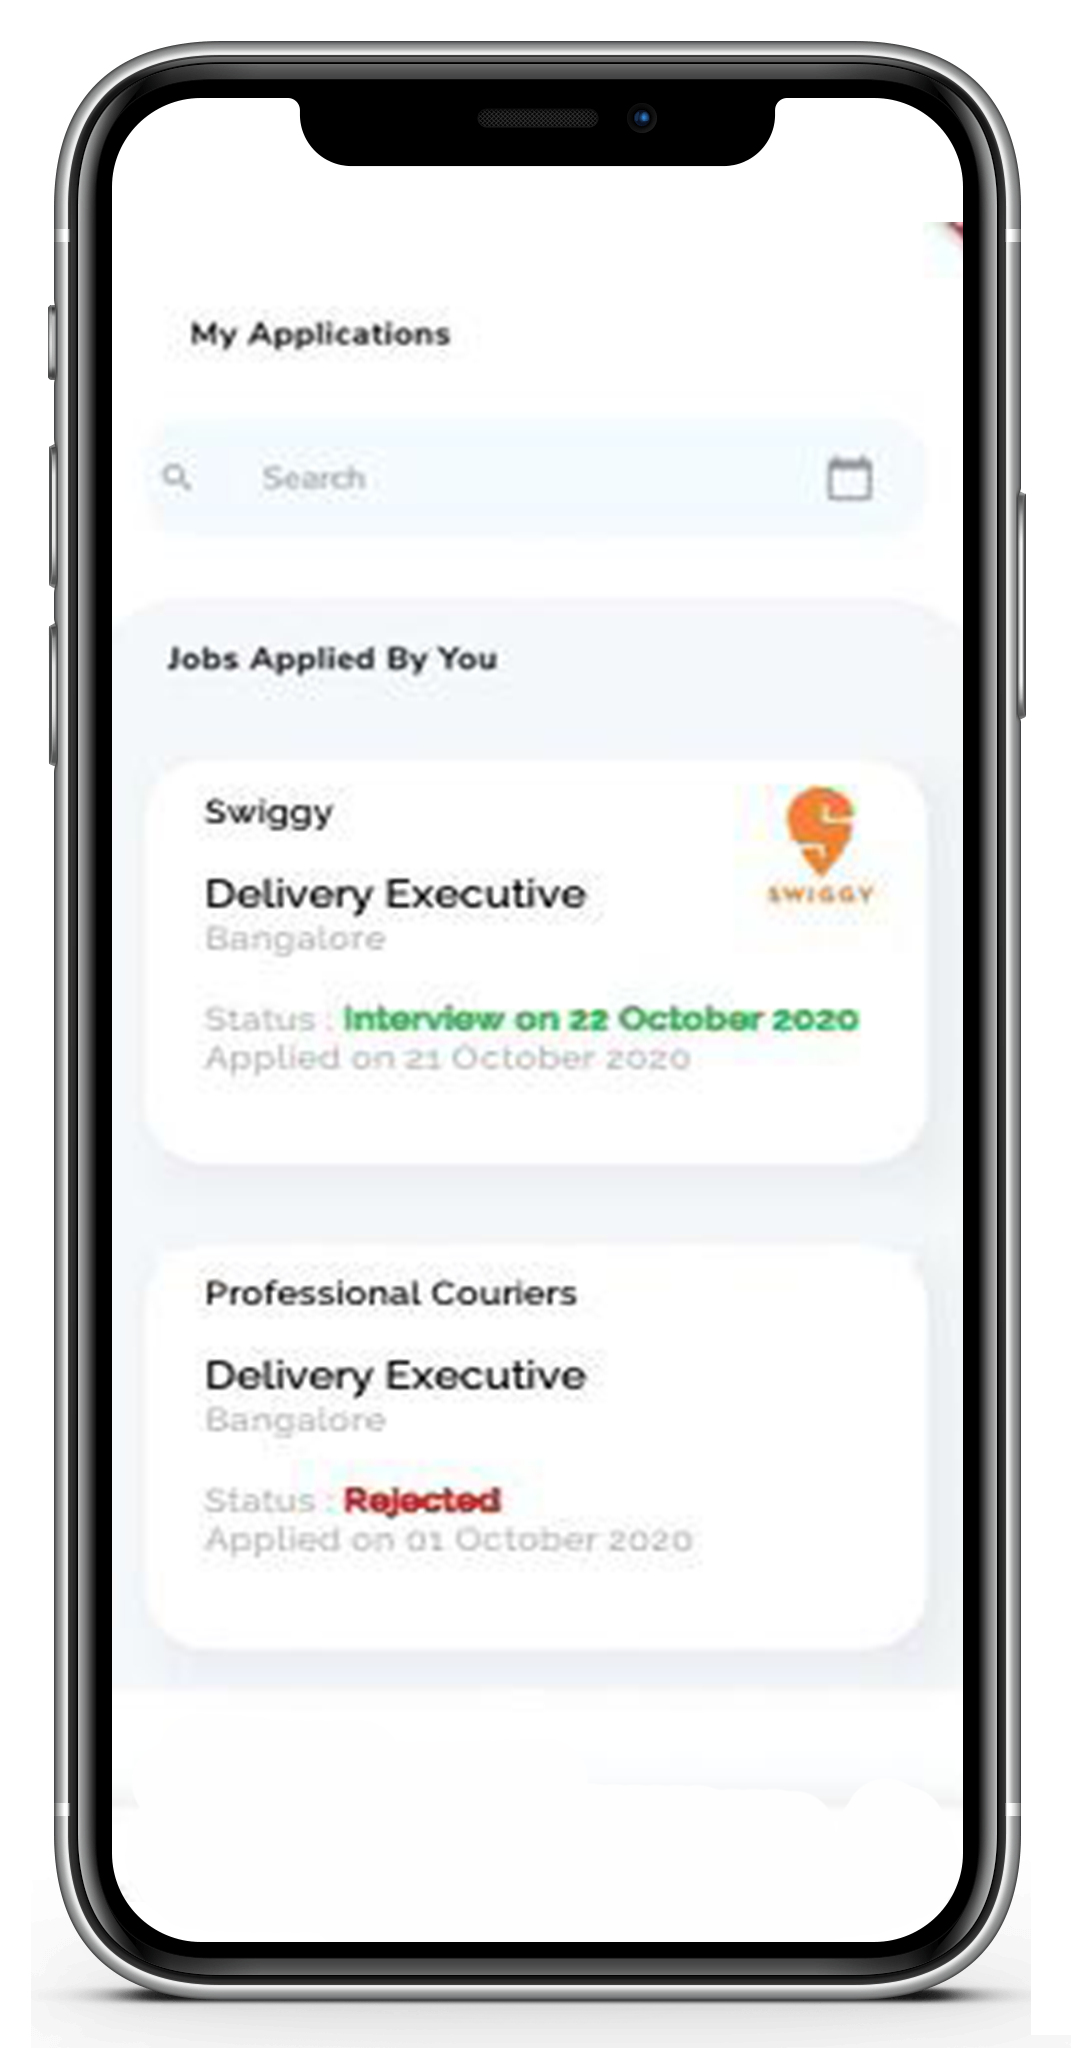 My Applications
Search
Jobs Applied By You
Swiggy
SWIGGY
Delivery Executive
Bangalore
Status : Interview on 22 October 2020
Applied on 21 October 2020
Professional Couriers
Delivery Executive
Bangalore
Status : Rejected
Applied on 01 October 2020